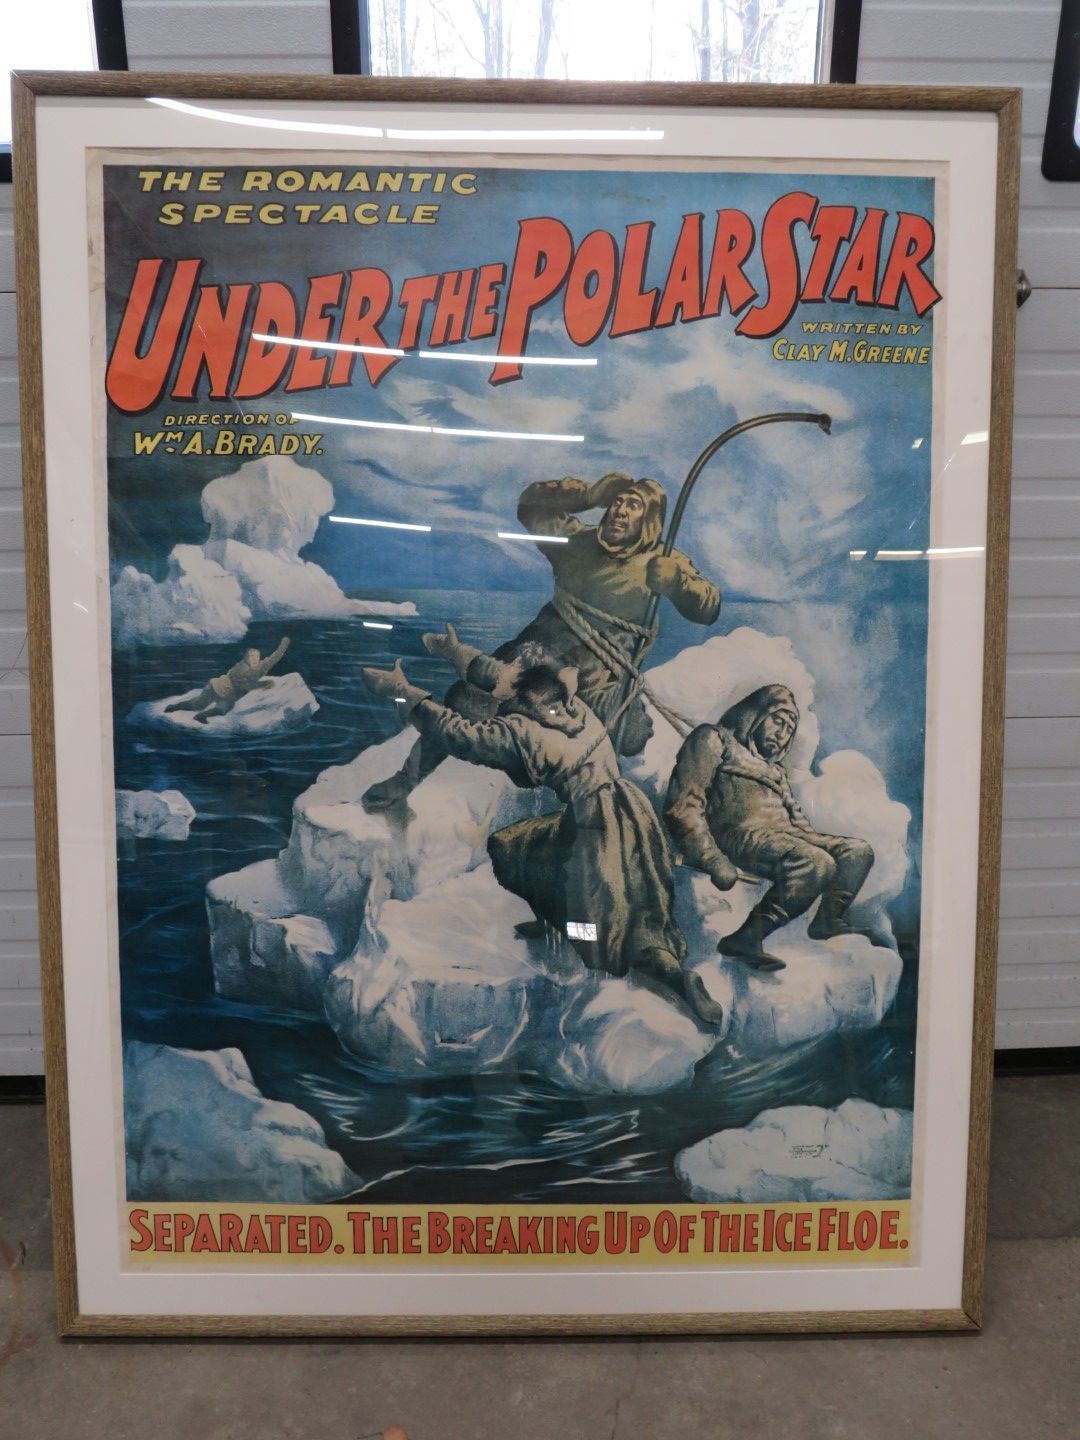 THE ROMANTIC
SPECTACLE
UNDER THE POLAR STAR
WRITTEN BY
CLAY M. GREENE
DIRECTION OF
WM A. BRADY.
SEPARATED. THE BREAKING UP OF THE ICE FLOE.